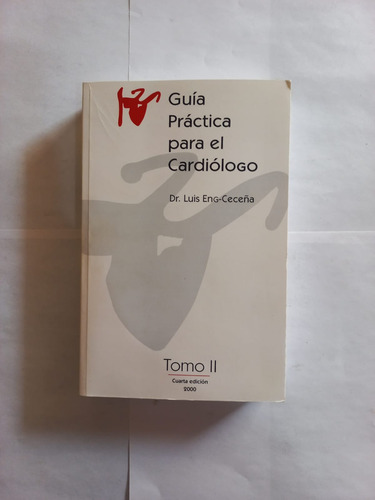 Guía
Práctica
para el
Cardiólogo
Dr. Luis Eng-Ceceña
Tomo II
Cuarta edición
2000